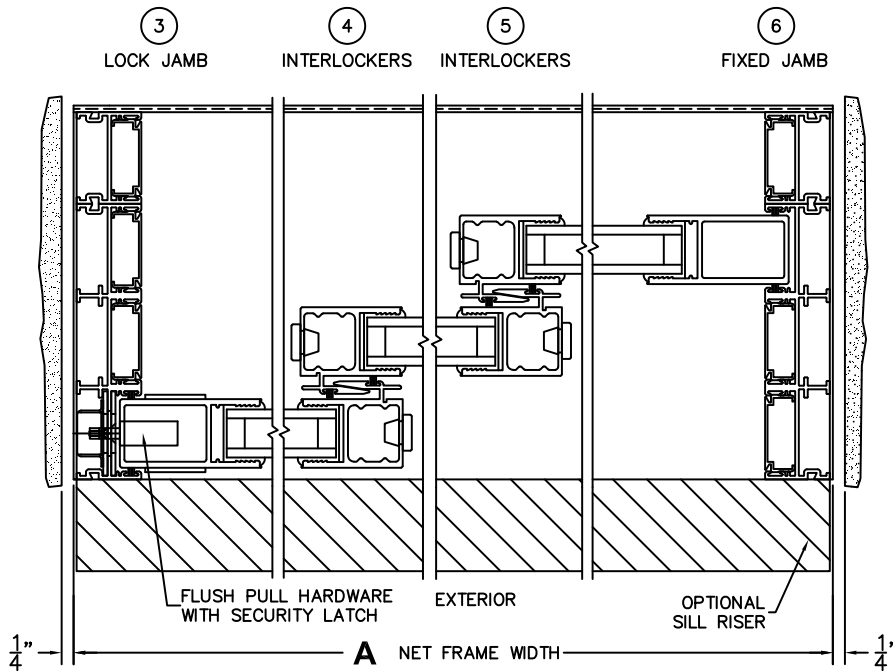 3 4 5 6
LOCK JAMB INTERLOCKERS INTERLOCKERS FIXED JAMB
FLUSH PULL HARDWARE
WITH SECURITY LATCH
EXTERIOR
OPTIONAL
SILL RISER
1/4" A NET FRAME WIDTH 1/4"